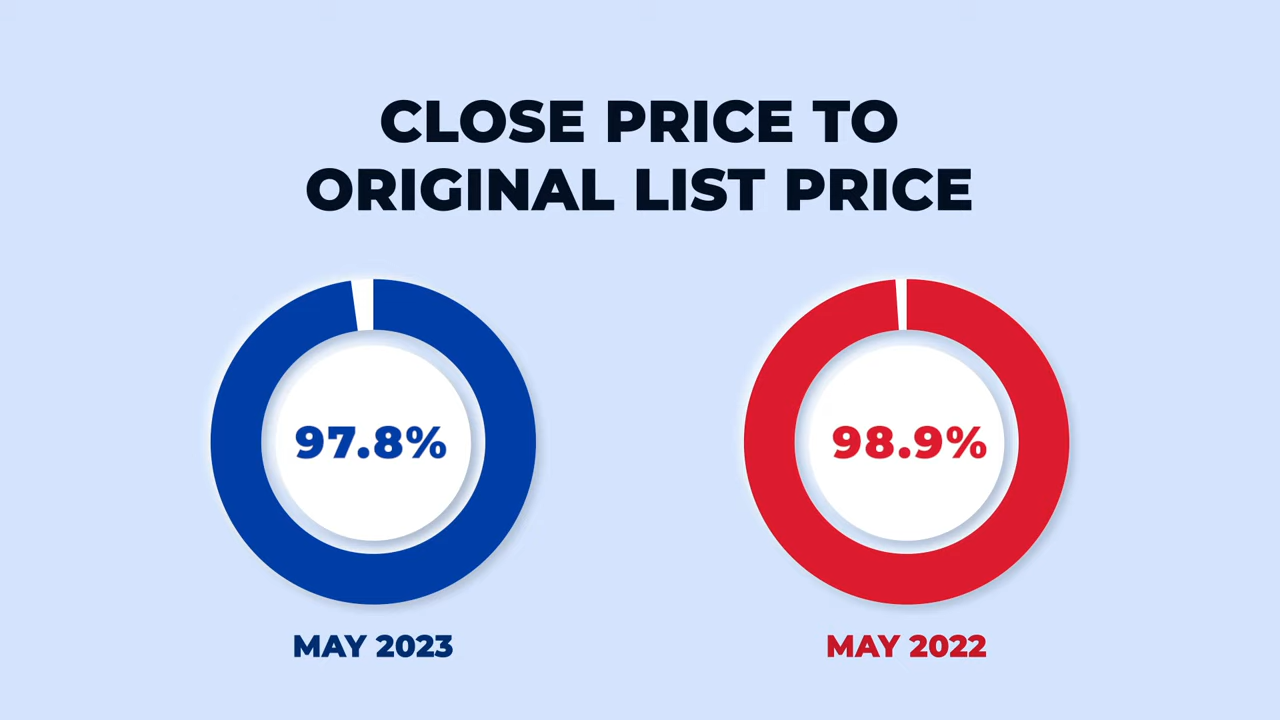 CLOSE PRICE TO
ORIGINAL LIST PRICE
97.8%
98.9%
MAY 2023
MAY 2022